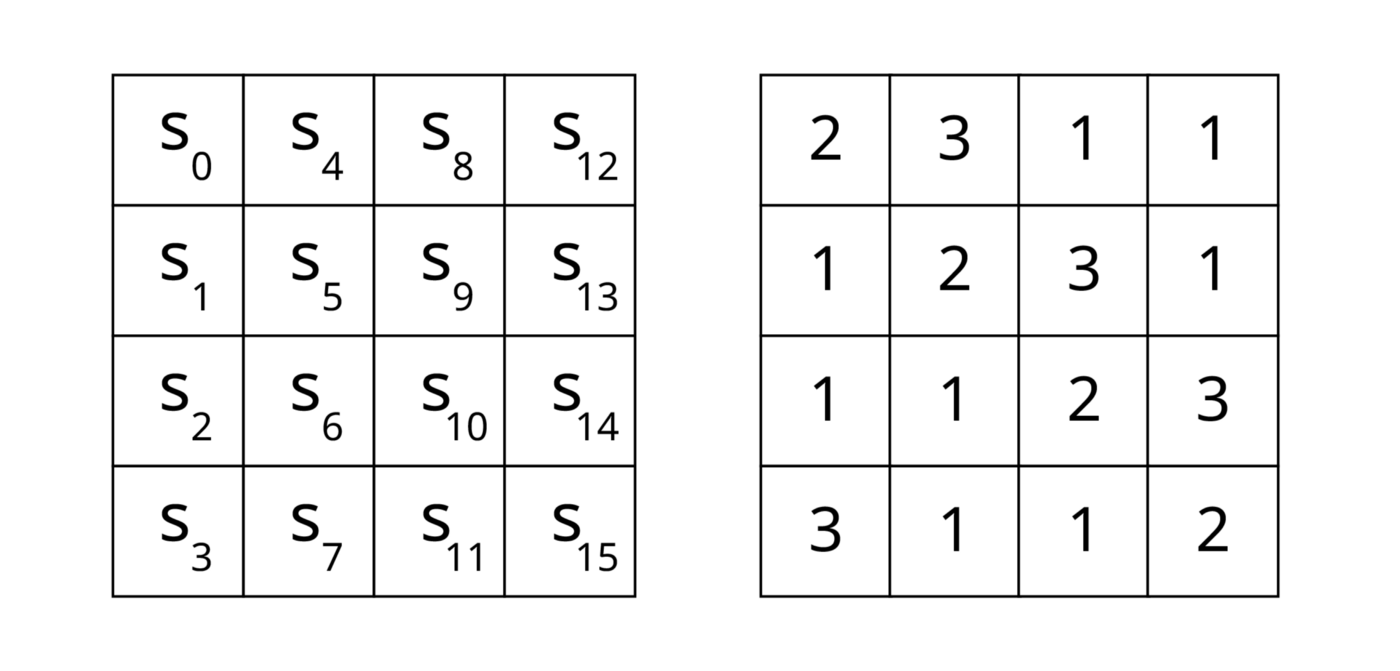 s₀ s₄ s₈ s₁₂
s₁ s₅ s₉ s₁₃
s₂ s₆ s₁₀ s₁₄
s₃ s₇ s₁₁ s₁₅
2 3 1 1
1 2 3 1
1 1 2 3
3 1 1 2